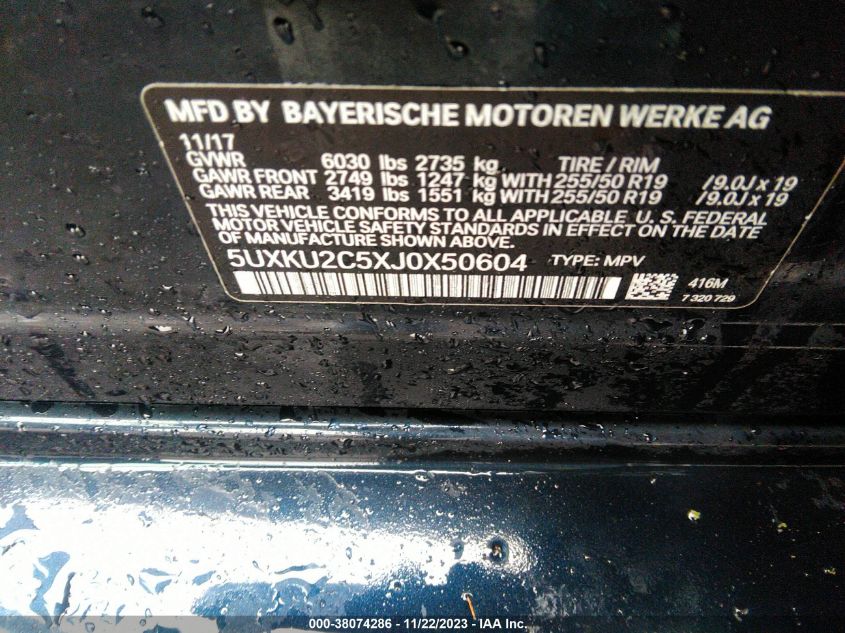 MFD BY BAYERISCHE MOTOREN WERKE AG
11/17
GVWR 6030 lbs 2735 kg TIRE / RIM
GAWR FRONT 2749 lbs 1247 kg WITH 255/50 R19 /9.0J x 19
GAWR REAR 3419 lbs 1551 kg WITH 255/50 R19 /9.0J x 19
THIS VEHICLE CONFORMS TO ALL APPLICABLE U. S. FEDERAL
MOTOR VEHICLE SAFETY STANDARDS IN EFFECT ON THE DATE
OF MANUFACTURE SHOWN ABOVE.
5UXKU2C5XJ0X50604 TYPE: MPV
416M
7 320 729
000-38074286 - 11/22/2023 - IAA Inc.